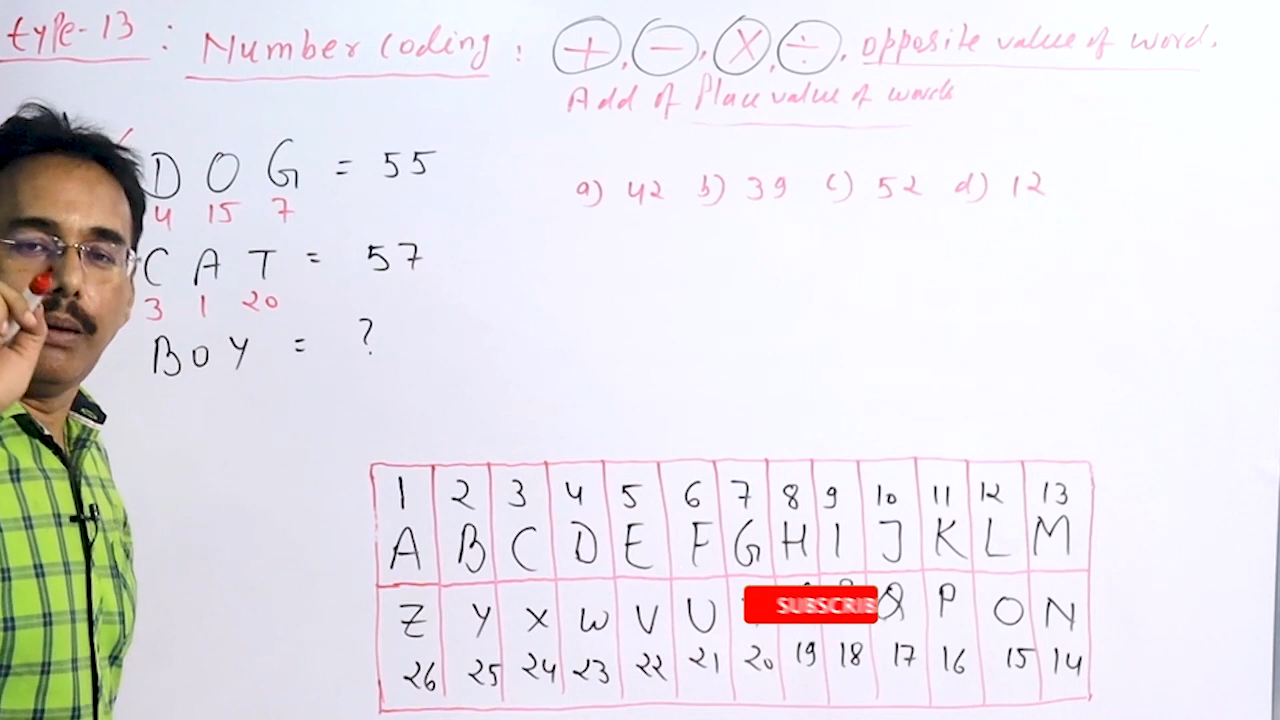 type-13 : Number Coding : +, −, ×, ÷, opposite value of word,
Add of Place value of words
D O G = 55
4 15 7
a) 42 b) 39 c) 52 d) 12
C A T = 57
3 1 20
B O Y = ?
1 2 3 4 5 6 7 8 9 10 11 12 13
A B C D E F G H I J K L M
Z Y X W V U Q P O N
SUBSCRIB
26 25 24 23 22 21 20 19 18 17 16 15 14